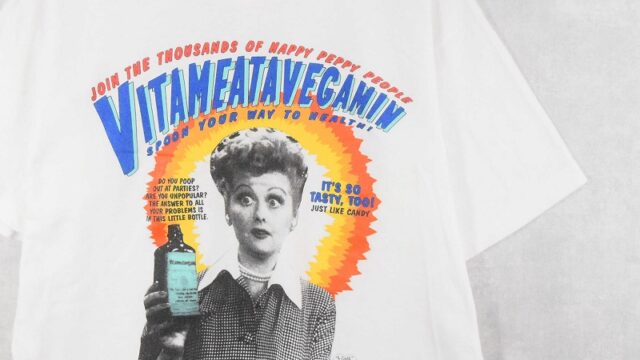 JOIN THE THOUSANDS OF HAPPY PEPPY PEOPLE
VITAMEATAVEGAMIN
SPOON YOUR WAY TO HEALTH!
DO YOU POOP
OUT AT PARTIES?
ARE YOU UNPOPULAR?
THE ANSWER TO ALL
YOUR PROBLEMS IS
IN THIS LITTLE BOTTLE.
IT'S SO
TASTY, TOO!
JUST LIKE CANDY